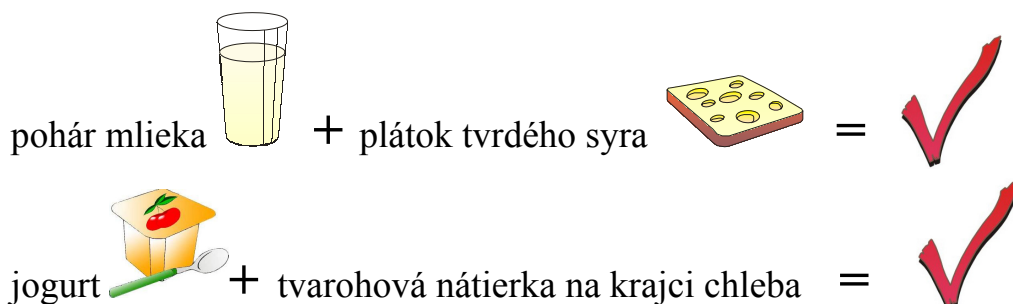 pohár mlieka + plátok tvrdého syra =
jogurt + tvarohová nátierka na krajci chleba =